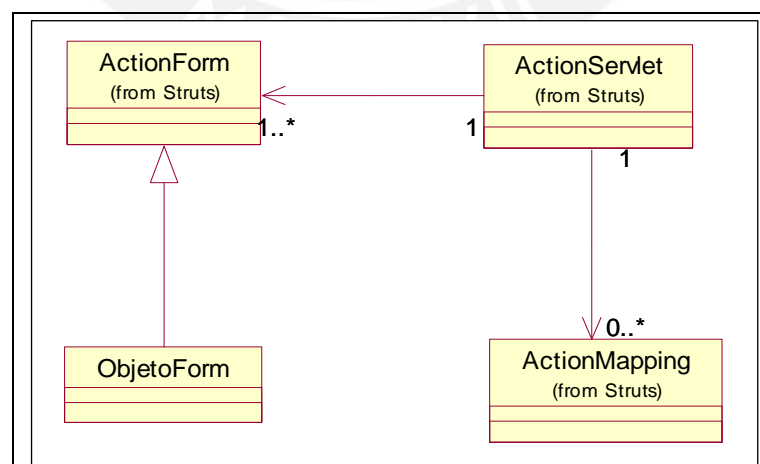 ActionForm
(from Struts)
ActionServlet
(from Struts)
1..*
1
1
0..*
ObjetoForm
ActionMapping
(from Struts)